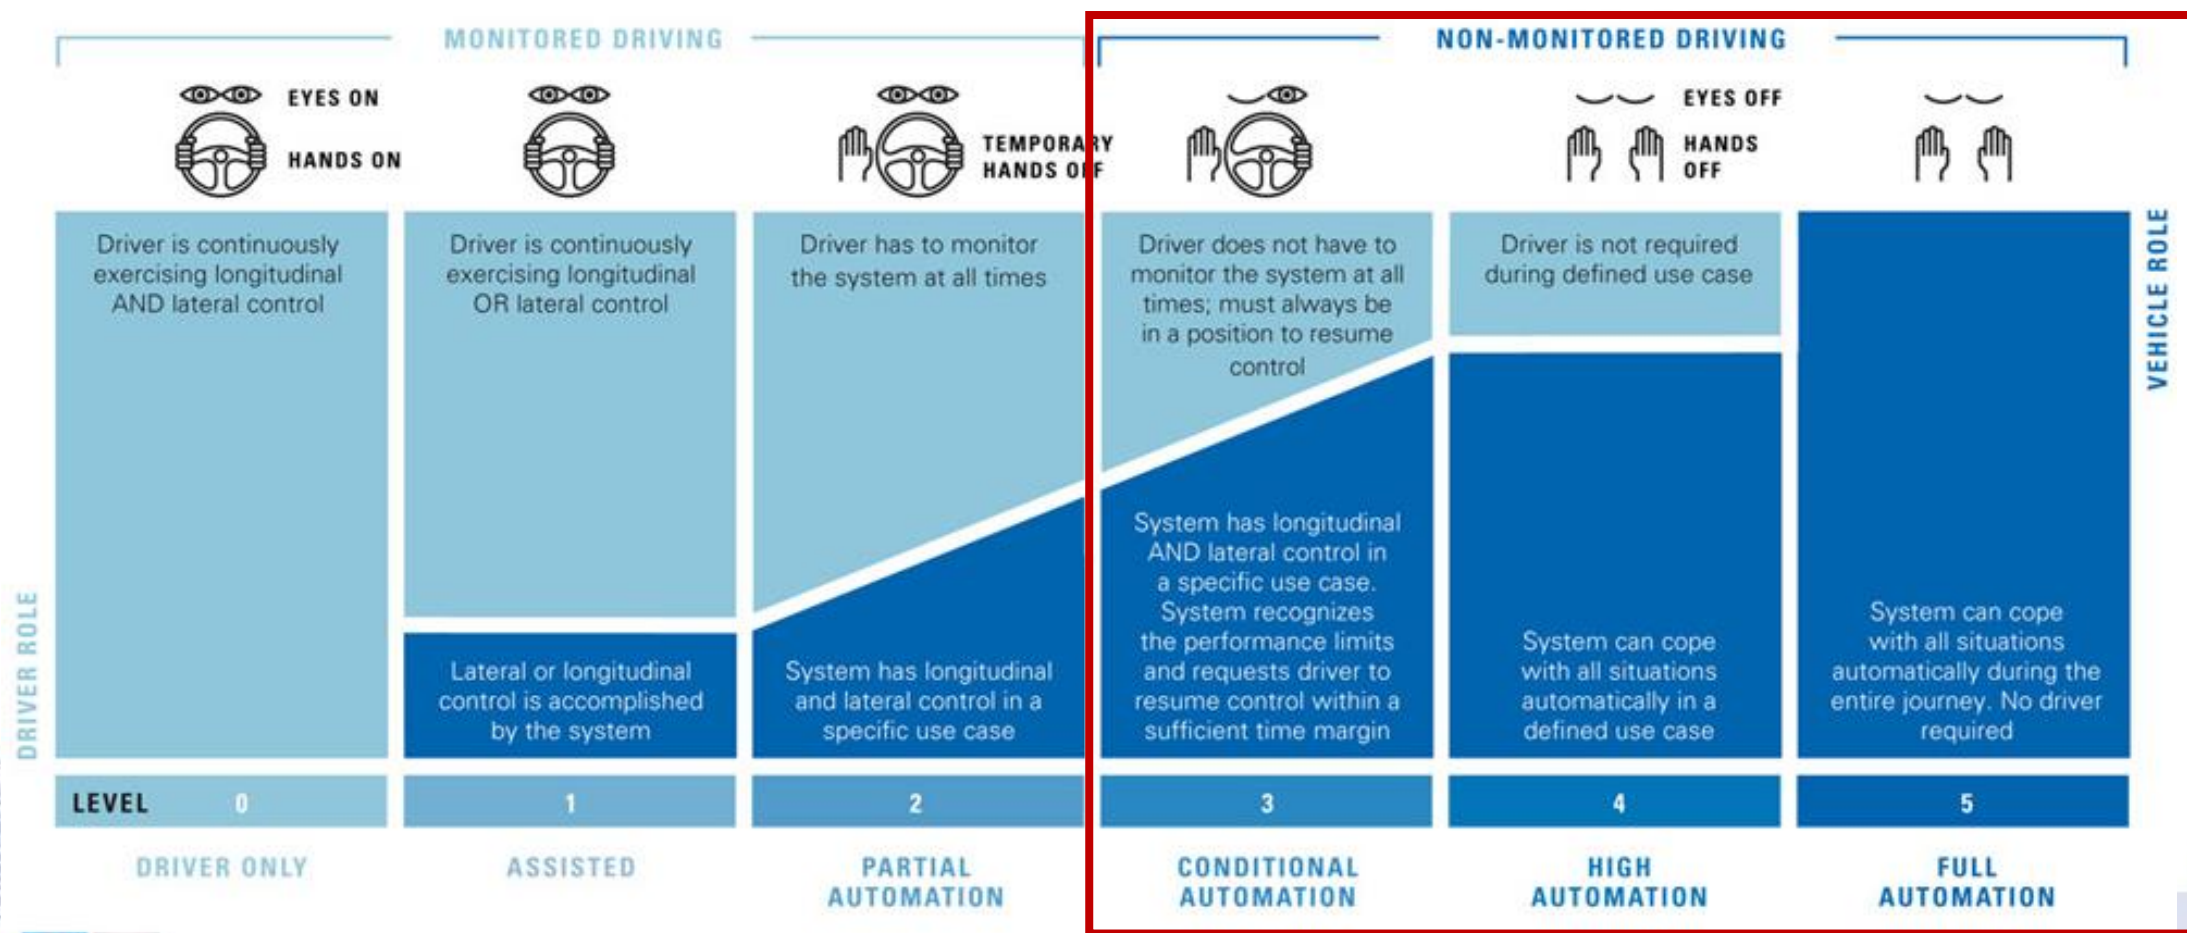 MONITORED DRIVING
NON-MONITORED DRIVING
EYES ON
HANDS ON
TEMPORARY
HANDS OFF
EYES OFF
HANDS
OFF
Driver is continuously
exercising longitudinal
AND lateral control
Driver is continuously
exercising longitudinal
OR lateral control
Driver has to monitor
the system at all times
Driver does not have to
monitor the system at all
times; must always be
in a position to resume
control
Driver is not required
during defined use case
VEHICLE ROLE
DRIVER ROLE
Lateral or longitudinal
control is accomplished
by the system
System has longitudinal
and lateral control in a
specific use case
System has longitudinal
AND lateral control in
a specific use case.
System recognizes
the performance limits
and requests driver to
resume control within a
sufficient time margin
System can cope
with all situations
automatically in a
defined use case
System can cope
with all situations
automatically during the
entire journey. No driver
required
LEVEL 0 1 2 3 4 5
DRIVER ONLY
ASSISTED
PARTIAL
AUTOMATION
CONDITIONAL
AUTOMATION
HIGH
AUTOMATION
FULL
AUTOMATION